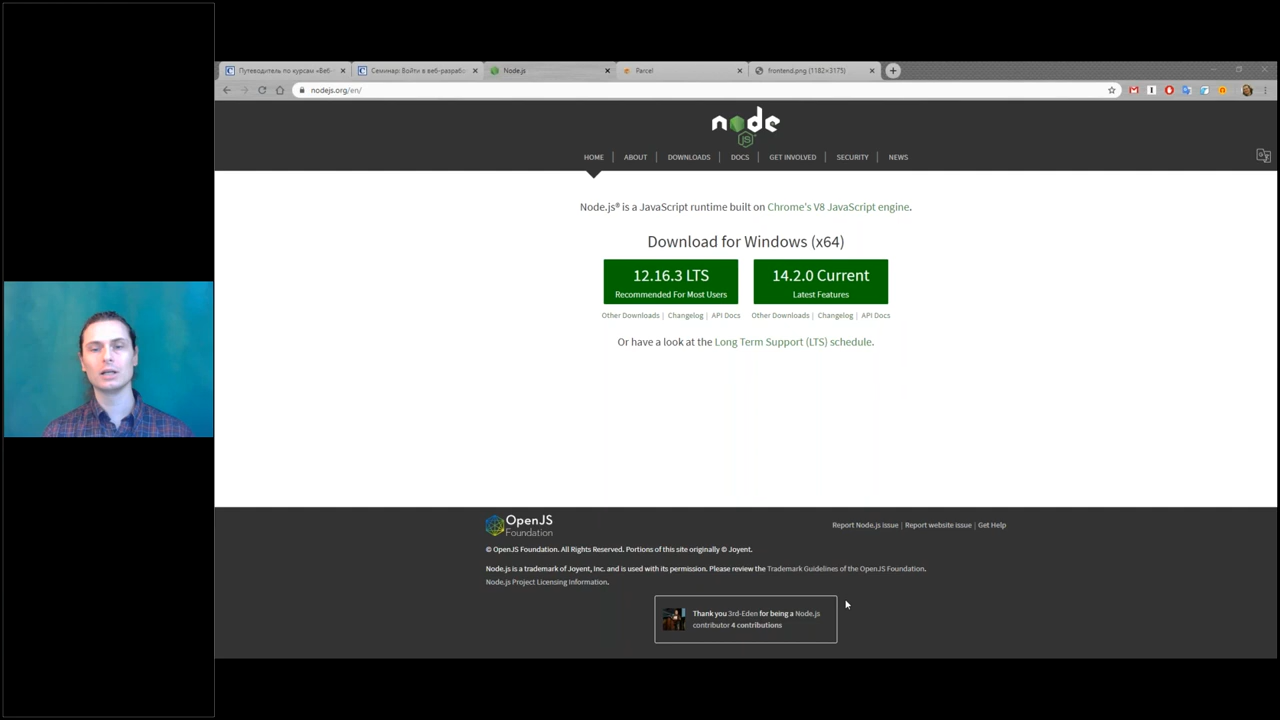 Путеводитель по курсам «Веб-
Семинар: Войти в веб-разраб
Node.js
Parcel
frontend.png (1182×3175)
nodejs.org/en/
node
JS
HOME | ABOUT | DOWNLOADS | DOCS | GET INVOLVED | SECURITY | NEWS
Node.js® is a JavaScript runtime built on Chrome's V8 JavaScript engine.
Download for Windows (x64)
12.16.3 LTS
Recommended For Most Users
14.2.0 Current
Latest Features
Other Downloads | Changelog | API Docs
Other Downloads | Changelog | API Docs
Or have a look at the Long Term Support (LTS) schedule.
OpenJS
Foundation
Report Node.js issue | Report website issue | Get Help
© OpenJS Foundation. All Rights Reserved. Portions of this site originally © Joyent.
Node.js is a trademark of Joyent, Inc. and is used with its permission. Please review the Trademark Guidelines of the OpenJS Foundation.
Node.js Project Licensing Information.
Thank you 3rd-Eden for being a Node.js
contributor 4 contributions